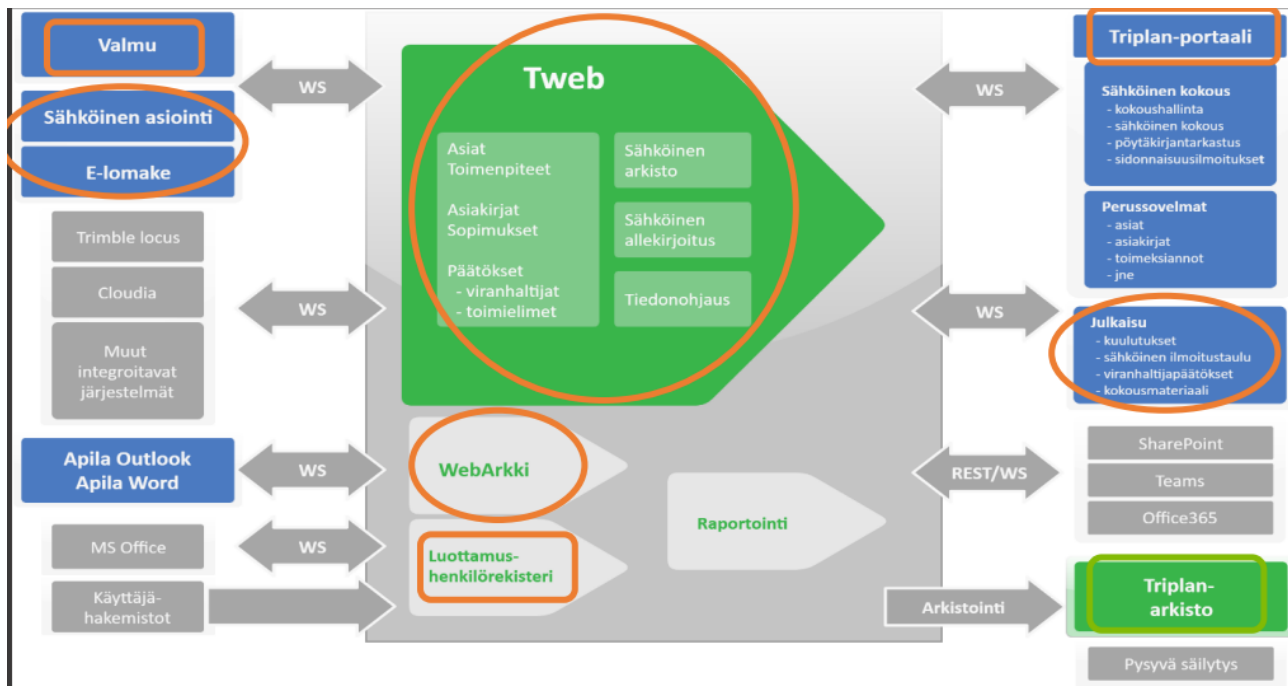 Valmu
Sähköinen asiointi
E-lomake
Trimble locus
Cloudia
Muut
integroitavat
järjestelmät
Apila Outlook
Apila Word
MS Office
Käyttäjä-
hakemistot
WS
WS
WS
WS
Tweb
Asiat
Toimenpiteet
Asiakirjat
Sopimukset
Päätökset
- viranhaltijat
- toimielimet
Sähköinen
arkisto
Sähköinen
allekirjoitus
Tiedonohjaus
WebArkki
Luottamus-
henkilörekisteri
Raportointi
WS
WS
REST/WS
Arkistointi
Triplan-portaali
Sähköinen kokous
- kokoushallinta
- sähköinen kokous
- pöytäkirjantarkastus
- sidonnaisuusilmoitukset
Perussovelmat
- asiat
- asiakirjat
- toimeksiannot
- jne
Julkaisu
- kuulutukset
- sähköinen ilmoitustaulu
- viranhaltijapäätökset
- kokousmateriaali
SharePoint
Teams
Office365
Triplan-
arkisto
Pysyvä säilytys